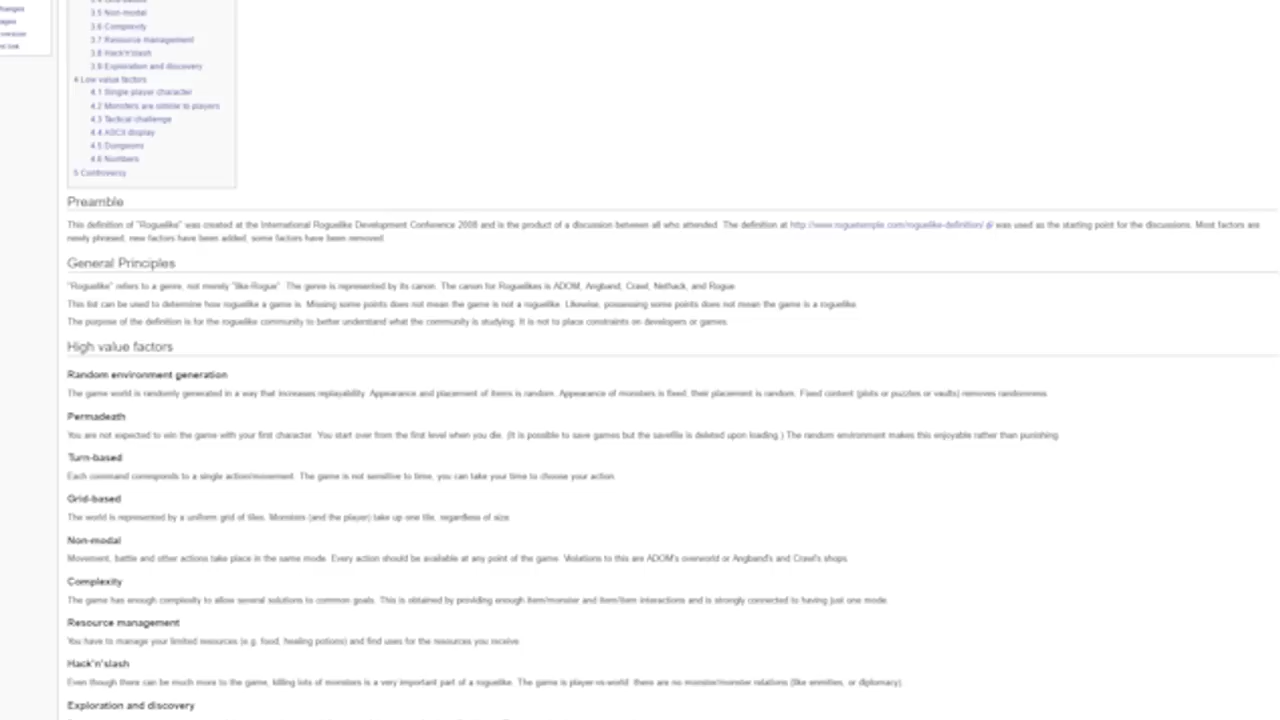 hanges
ages
version
nt link
3.5 Non-modal
3.6 Complexity
3.7 Resource management
3.8 Hack'n'slash
3.9 Exploration and discovery
4 Low value factors
4.1 Single player character
4.2 Monsters are similar to players
4.3 Tactical challenge
4.4 ASCII display
4.5 Dungeons
4.6 Numbers
5 Controversy
Preamble
This definition of "Roguelike" was created at the International Roguelike Development Conference 2008 and is the product of a discussion between all who attended. The definition at http://www.roguetemple.com/roguelike-definition/ was used as the starting point for the discussions. Most factors are
newly phrased, new factors have been added, some factors have been removed.
General Principles
"Roguelike" refers to a genre, not merely "like-Rogue". The genre is represented by its canon. The canon for Roguelikes is ADOM, Angband, Crawl, Nethack, and Rogue.
This list can be used to determine how roguelike a game is. Missing some points does not mean the game is not a roguelike. Likewise, possessing some points does not mean the game is a roguelike.
The purpose of the definition is for the roguelike community to better understand what the community is studying. It is not to place constraints on developers or games.
High value factors
Random environment generation
The game world is randomly generated in a way that increases replayability. Appearance and placement of items is random. Appearance of monsters is fixed, their placement is random. Fixed content (plots or puzzles or vaults) removes randomness.
Permadeath
You are not expected to win the game with your first character. You start over from the first level when you die. (It is possible to save games but the savefile is deleted upon loading.) The random environment makes this enjoyable rather than punishing.
Turn-based
Each command corresponds to a single action/movement. The game is not sensitive to time, you can take your time to choose your action.
Grid-based
The world is represented by a uniform grid of tiles. Monsters (and the player) take up one tile, regardless of size.
Non-modal
Movement, battle and other actions take place in the same mode. Every action should be available at any point of the game. Violations to this are ADOM's overworld or Angband's and Crawl's shops.
Complexity
The game has enough complexity to allow several solutions to common goals. This is obtained by providing enough item/monster and item/item interactions and is strongly connected to having just one mode.
Resource management
You have to manage your limited resources (e.g. food, healing potions) and find uses for the resources you receive.
Hack'n'slash
Even though there can be much more to the game, killing lots of monsters is a very important part of a roguelike. The game is player-vs-world: there are no monster/monster relations (like enmities, or diplomacy).
Exploration and discovery